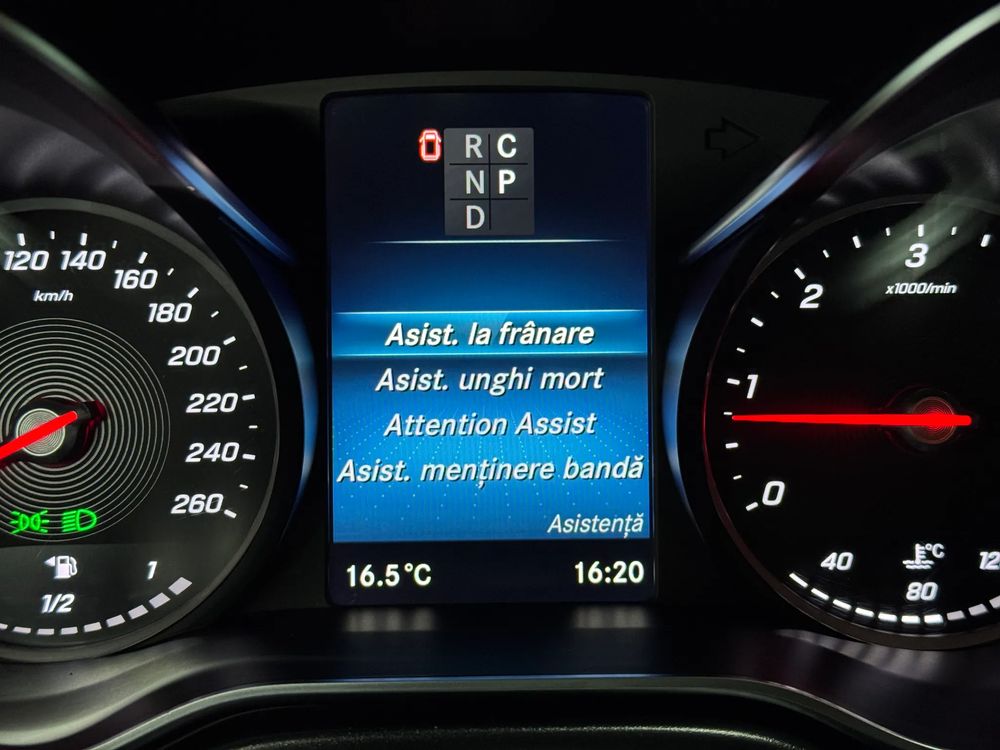 R C
N P
D
120 140 160 180 200 220 240 260
km/h
1/2 1
Asist. la frânare
Asist. unghi mort
Attention Assist
Asist. menținere bandă
Asistență
16.5°C 16:20
0 1 2 3
x1000/min
°C
40 80